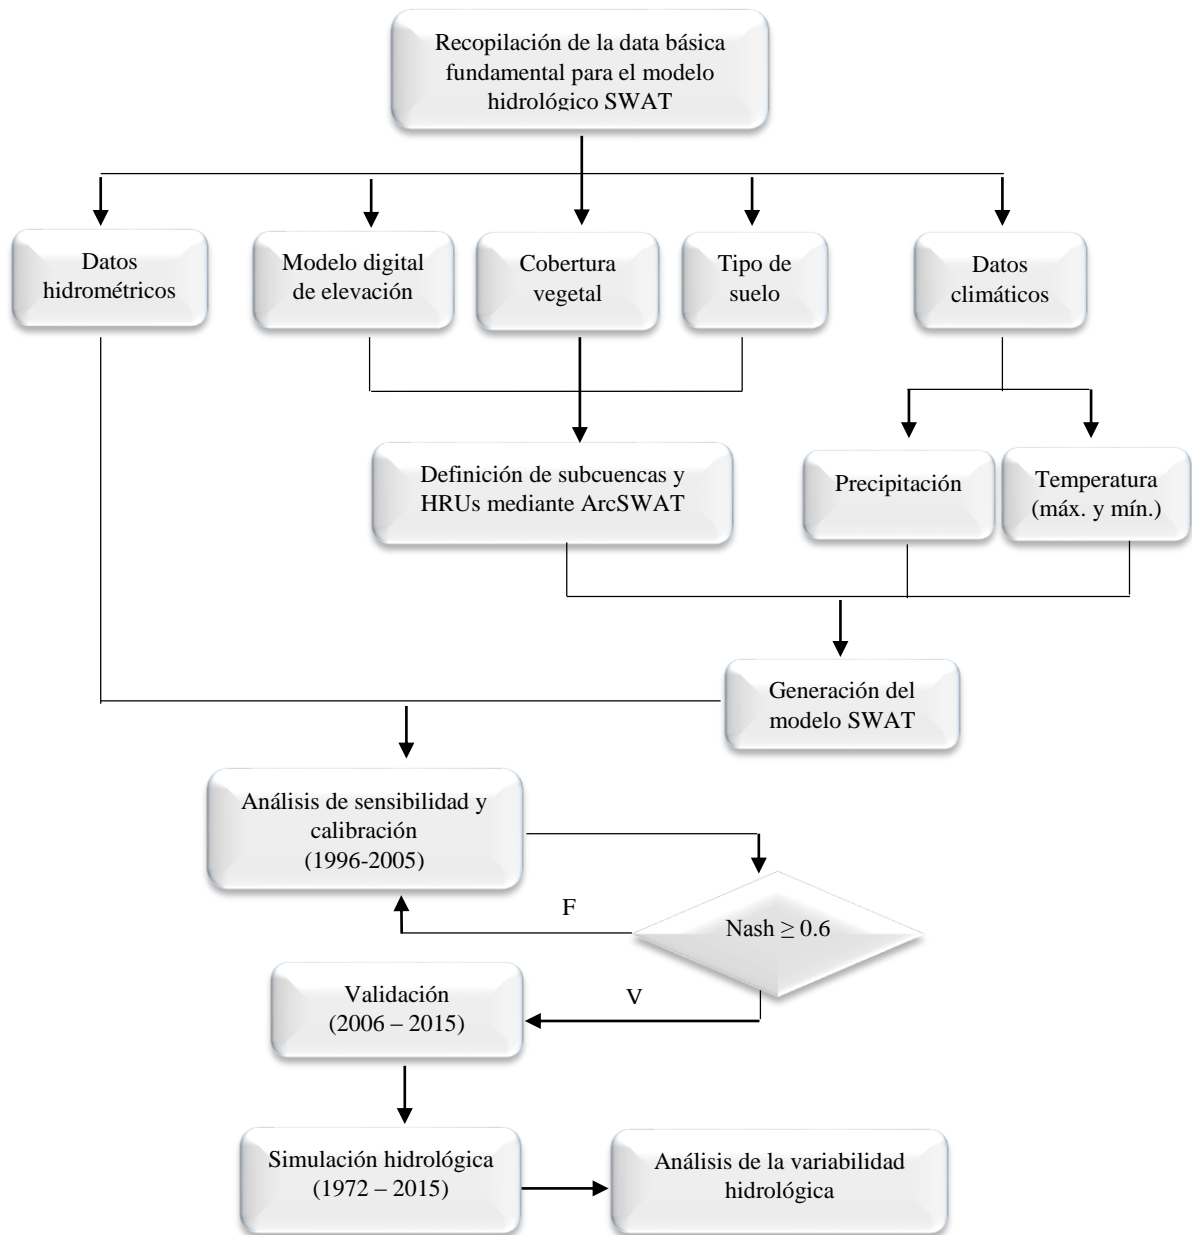 Recopilación de la data básica
fundamental para el modelo
hidrológico SWAT
Datos
hidrométricos
Modelo digital
de elevación
Cobertura
vegetal
Tipo de
suelo
Datos
climáticos
Definición de subcuencas y
HRUs mediante ArcSWAT
Precipitación
Temperatura
(máx. y mín.)
Generación del
modelo SWAT
Análisis de sensibilidad y
calibración
(1996-2005)
F
Nash ≥ 0.6
V
Validación
(2006 – 2015)
Simulación hidrológica
(1972 – 2015)
Análisis de la variabilidad
hidrológica